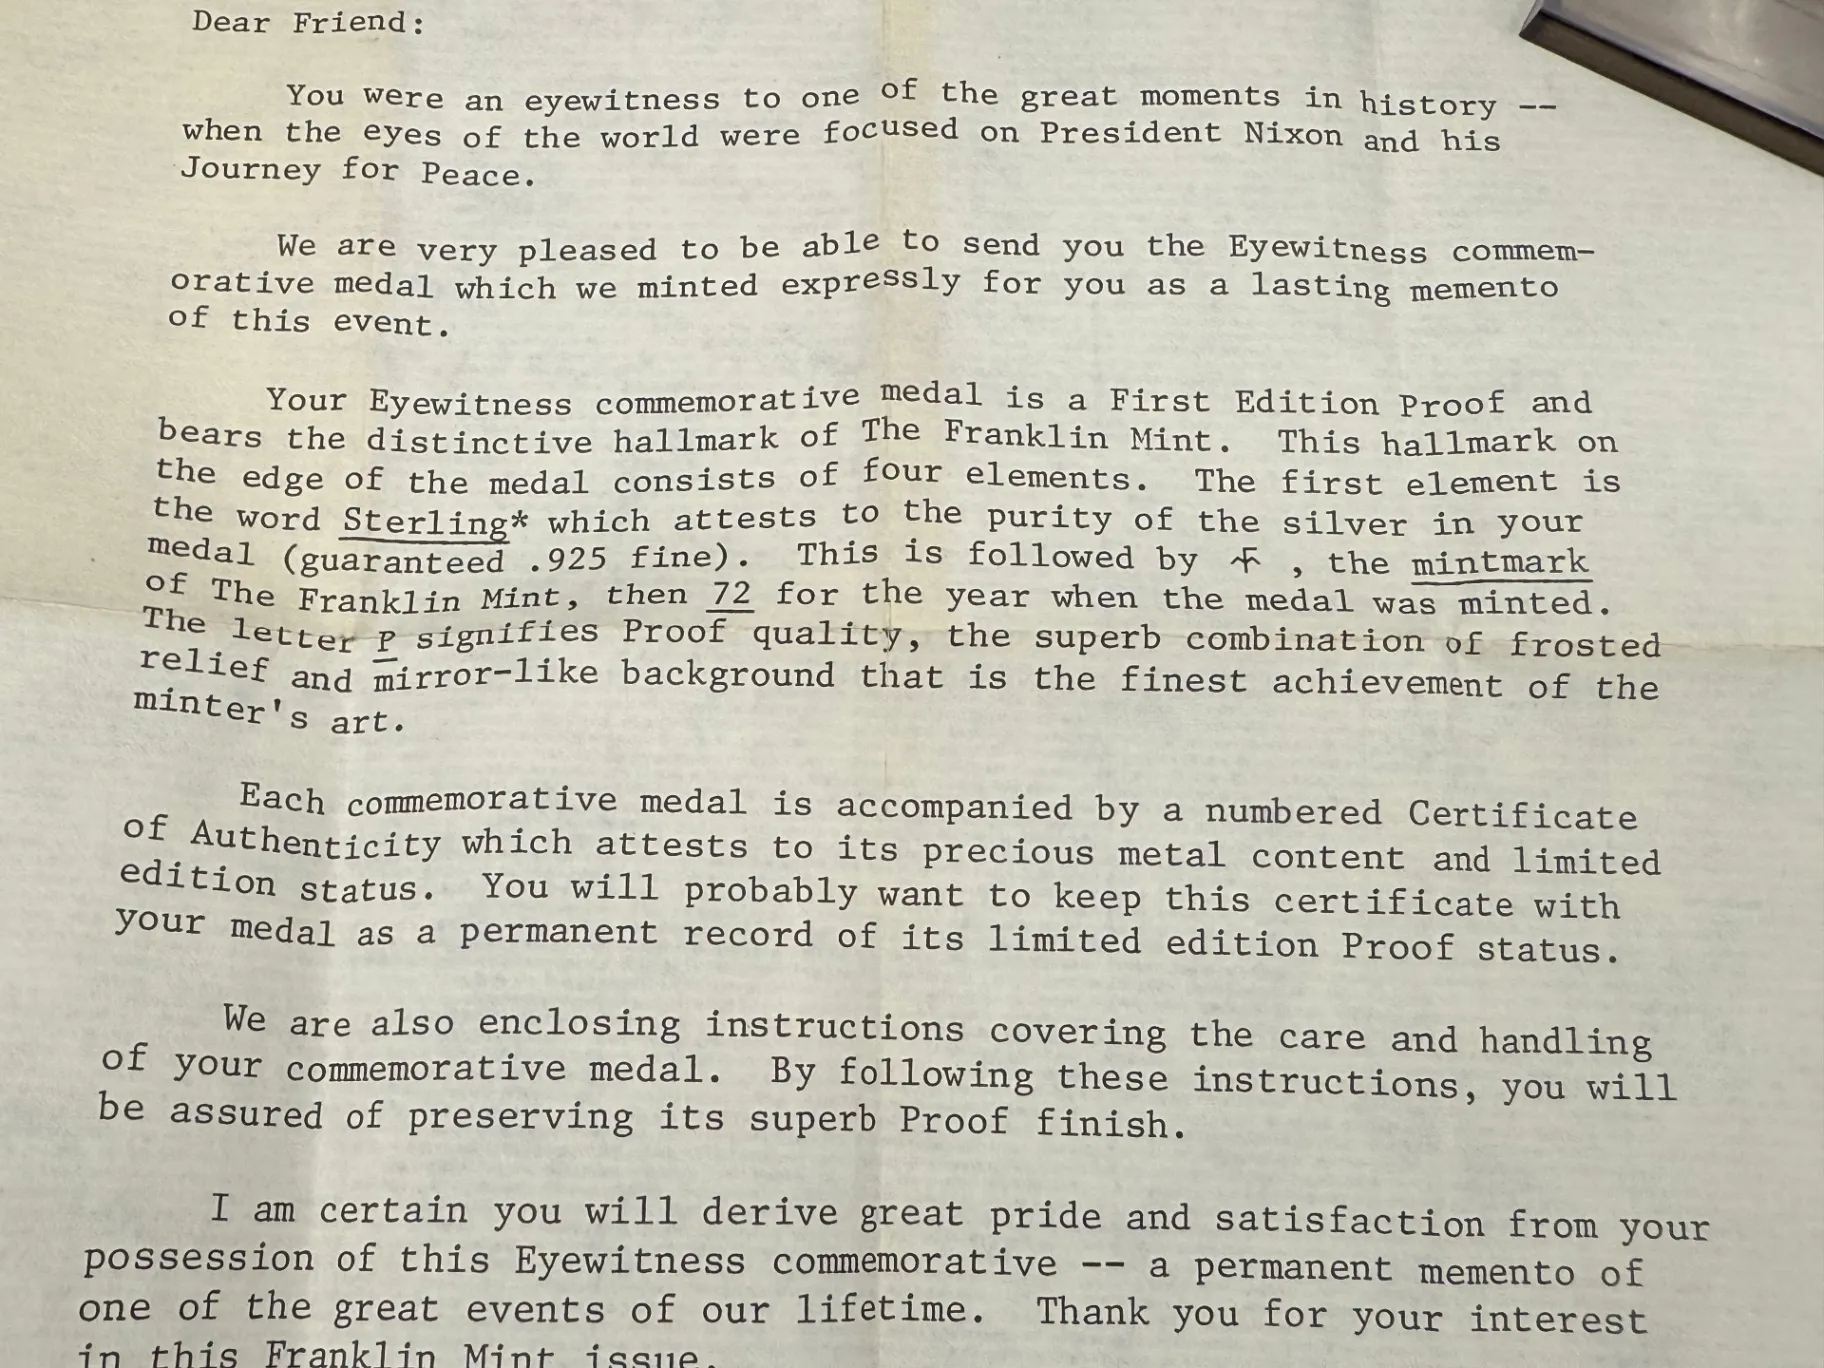 Dear Friend:
You were an eyewitness to one of the great moments in history --
when the eyes of the world were focused on President Nixon and his
Journey for Peace.
We are very pleased to be able to send you the Eyewitness commem-
orative medal which we minted expressly for you as a lasting memento
of this event.
Your Eyewitness commemorative medal is a First Edition Proof and
bears the distinctive hallmark of The Franklin Mint. This hallmark on
the edge of the medal consists of four elements. The first element is
the word Sterling* which attests to the purity of the silver in your
medal (guaranteed .925 fine). This is followed by , the mintmark
of The Franklin Mint, then 72 for the year when the medal was minted.
The letter P signifies Proof quality, the superb combination of frosted
relief and mirror-like background that is the finest achievement of the
minter's art.
Each commemorative medal is accompanied by a numbered Certificate
of Authenticity which attests to its precious metal content and limited
edition status. You will probably want to keep this certificate with
your medal as a permanent record of its limited edition Proof status.
We are also enclosing instructions covering the care and handling
of your commemorative medal. By following these instructions, you will
be assured of preserving its superb Proof finish.
I am certain you will derive great pride and satisfaction from your
possession of this Eyewitness commemorative -- a permanent memento of
one of the great events of our lifetime. Thank you for your interest
in this Franklin Mint issue.